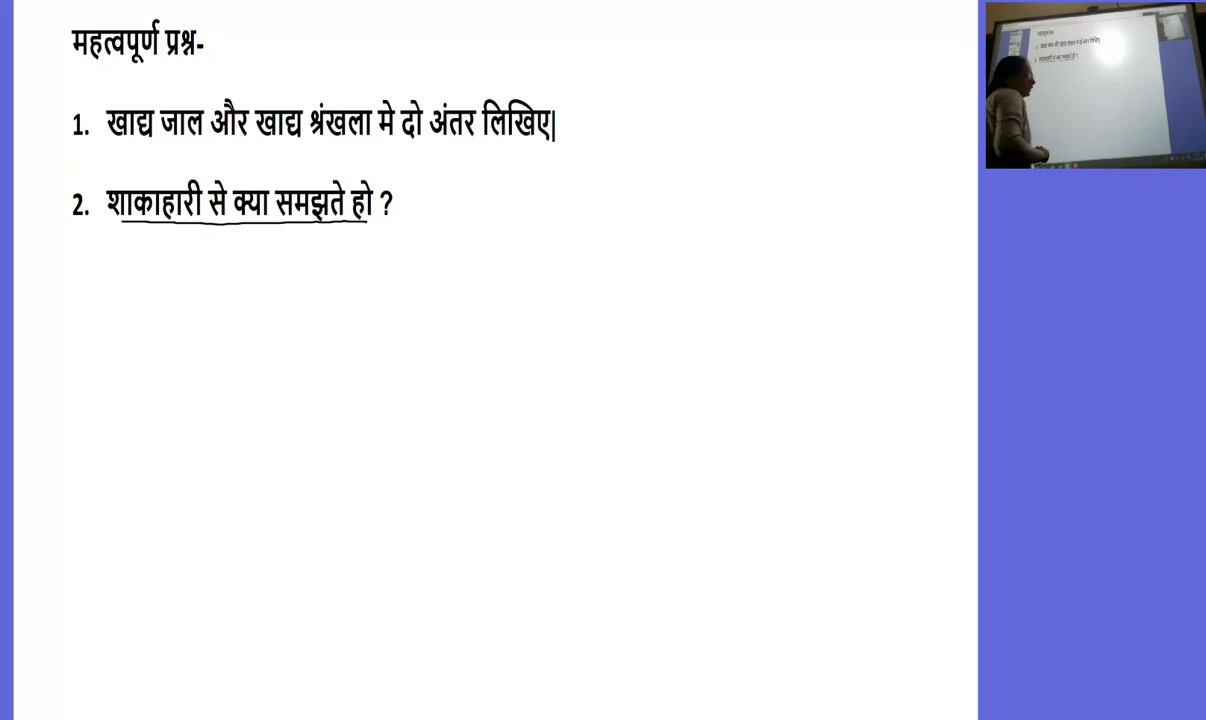 महत्वपूर्ण प्रश्न-
1. खाद्य जाल और खाद्य श्रंखला मे दो अंतर लिखिए|
2. शाकाहारी से क्या समझते हो ?